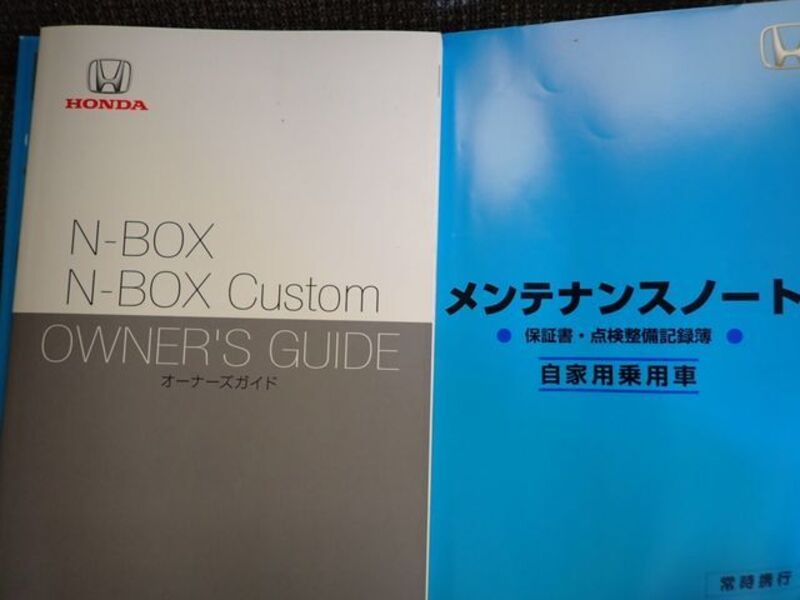 HONDA
N-BOX
N-BOX Custom
OWNER'S GUIDE
オーナーズガイド
メンテナンスノート
● 保証書・点検整備記録簿 ●
自家用乗用車
常時携行